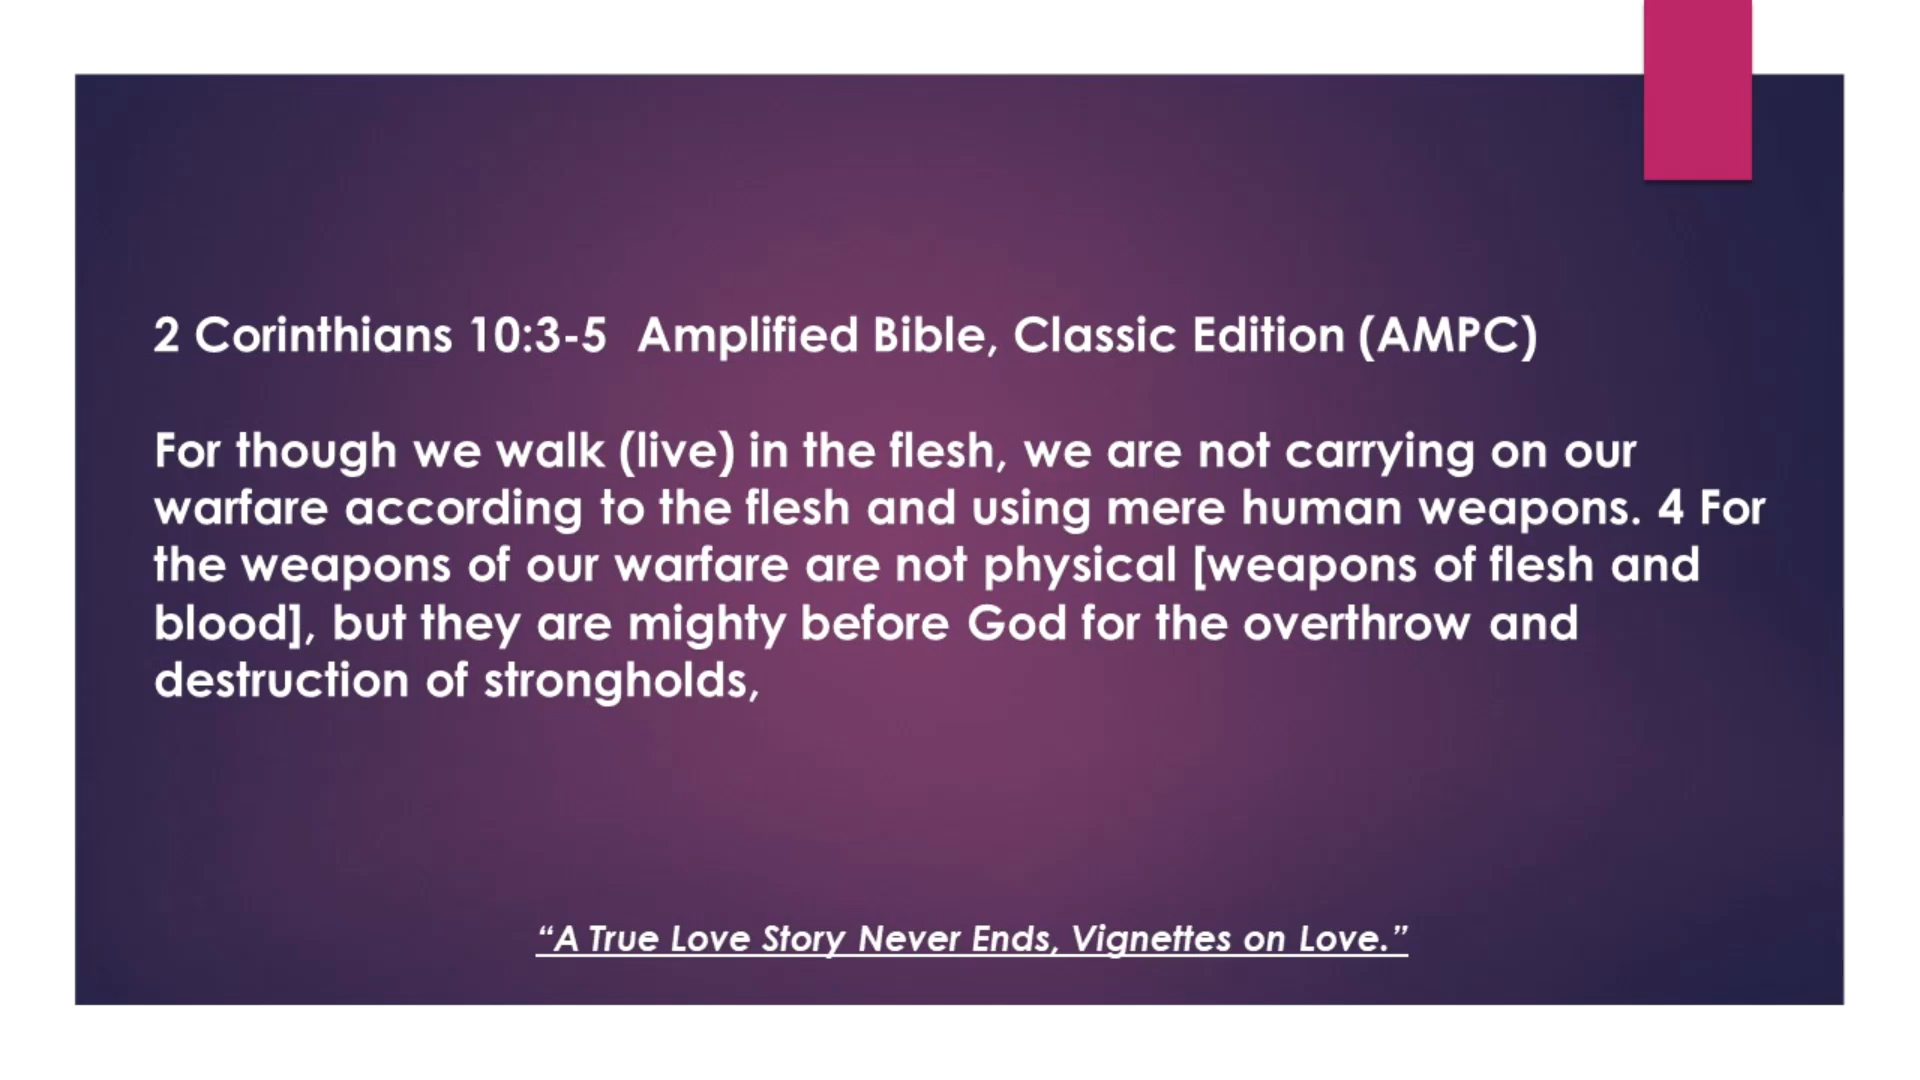 2 Corinthians 10:3-5  Amplified Bible, Classic Edition (AMPC)
For though we walk (live) in the flesh, we are not carrying on our
warfare according to the flesh and using mere human weapons. 4 For
the weapons of our warfare are not physical [weapons of flesh and
blood], but they are mighty before God for the overthrow and
destruction of strongholds,
“A True Love Story Never Ends, Vignettes on Love.”